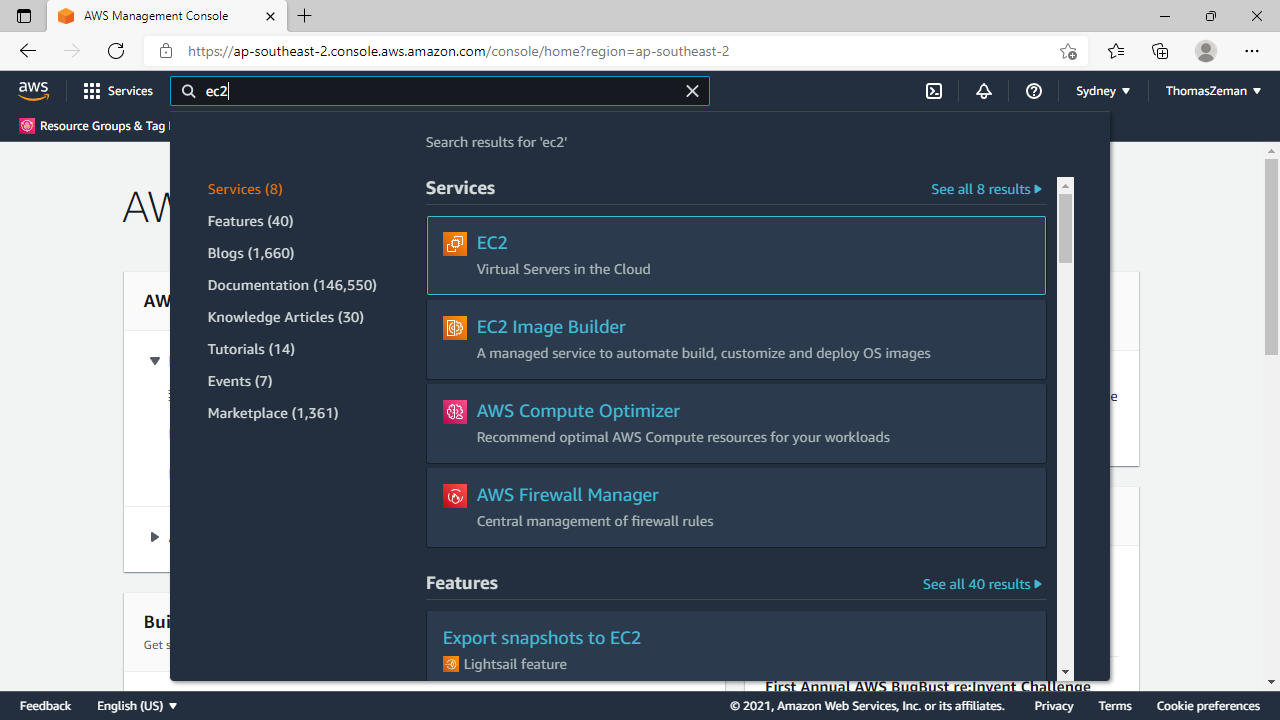 AWS Management Console
https://ap-southeast-2.console.aws.amazon.com/console/home?region=ap-southeast-2
aws
Services
ec2
Sydney
ThomasZeman
Resource Groups & Tag
Search results for 'ec2'
AW
Services (8)
Features (40)
Blogs (1,660)
Documentation (146,550)
Knowledge Articles (30)
Tutorials (14)
Events (7)
Marketplace (1,361)
Services
See all 8 results
EC2
Virtual Servers in the Cloud
EC2 Image Builder
A managed service to automate build, customize and deploy OS images
AWS Compute Optimizer
Recommend optimal AWS Compute resources for your workloads
AWS Firewall Manager
Central management of firewall rules
Features
See all 40 results
Export snapshots to EC2
Lightsail feature
AW
Bui
Get s
First Annual AWS BugBust re:Invent Challenge
Feedback
English (US)
© 2021, Amazon Web Services, Inc. or its affiliates.
Privacy
Terms
Cookie preferences